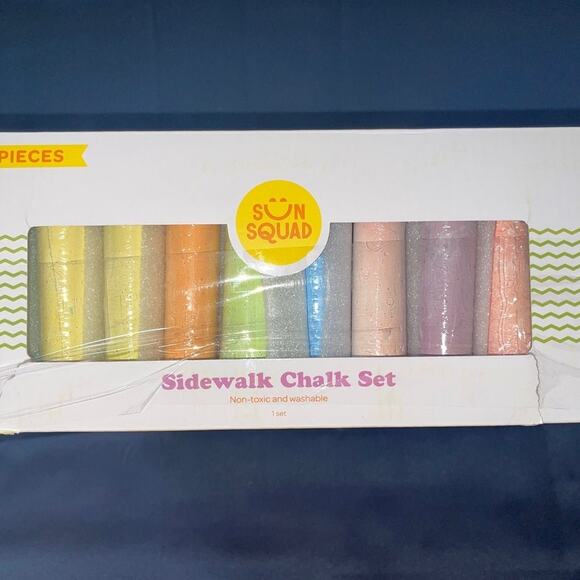 PIECES
SUN
SQUAD
Sidewalk Chalk Set
Non-toxic and washable
1 set